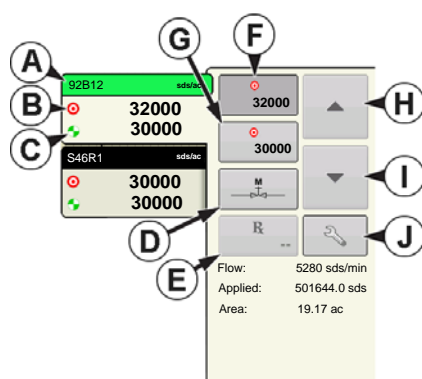 A
B
C
92B12 sds/ac
32000
30000
S46R1 sds/ac
30000
30000
G
F
32000
30000
M
D
E
R
--
H
I
J
Flow: 5280 sds/min
Applied: 501644.0 sds
Area: 19.17 ac